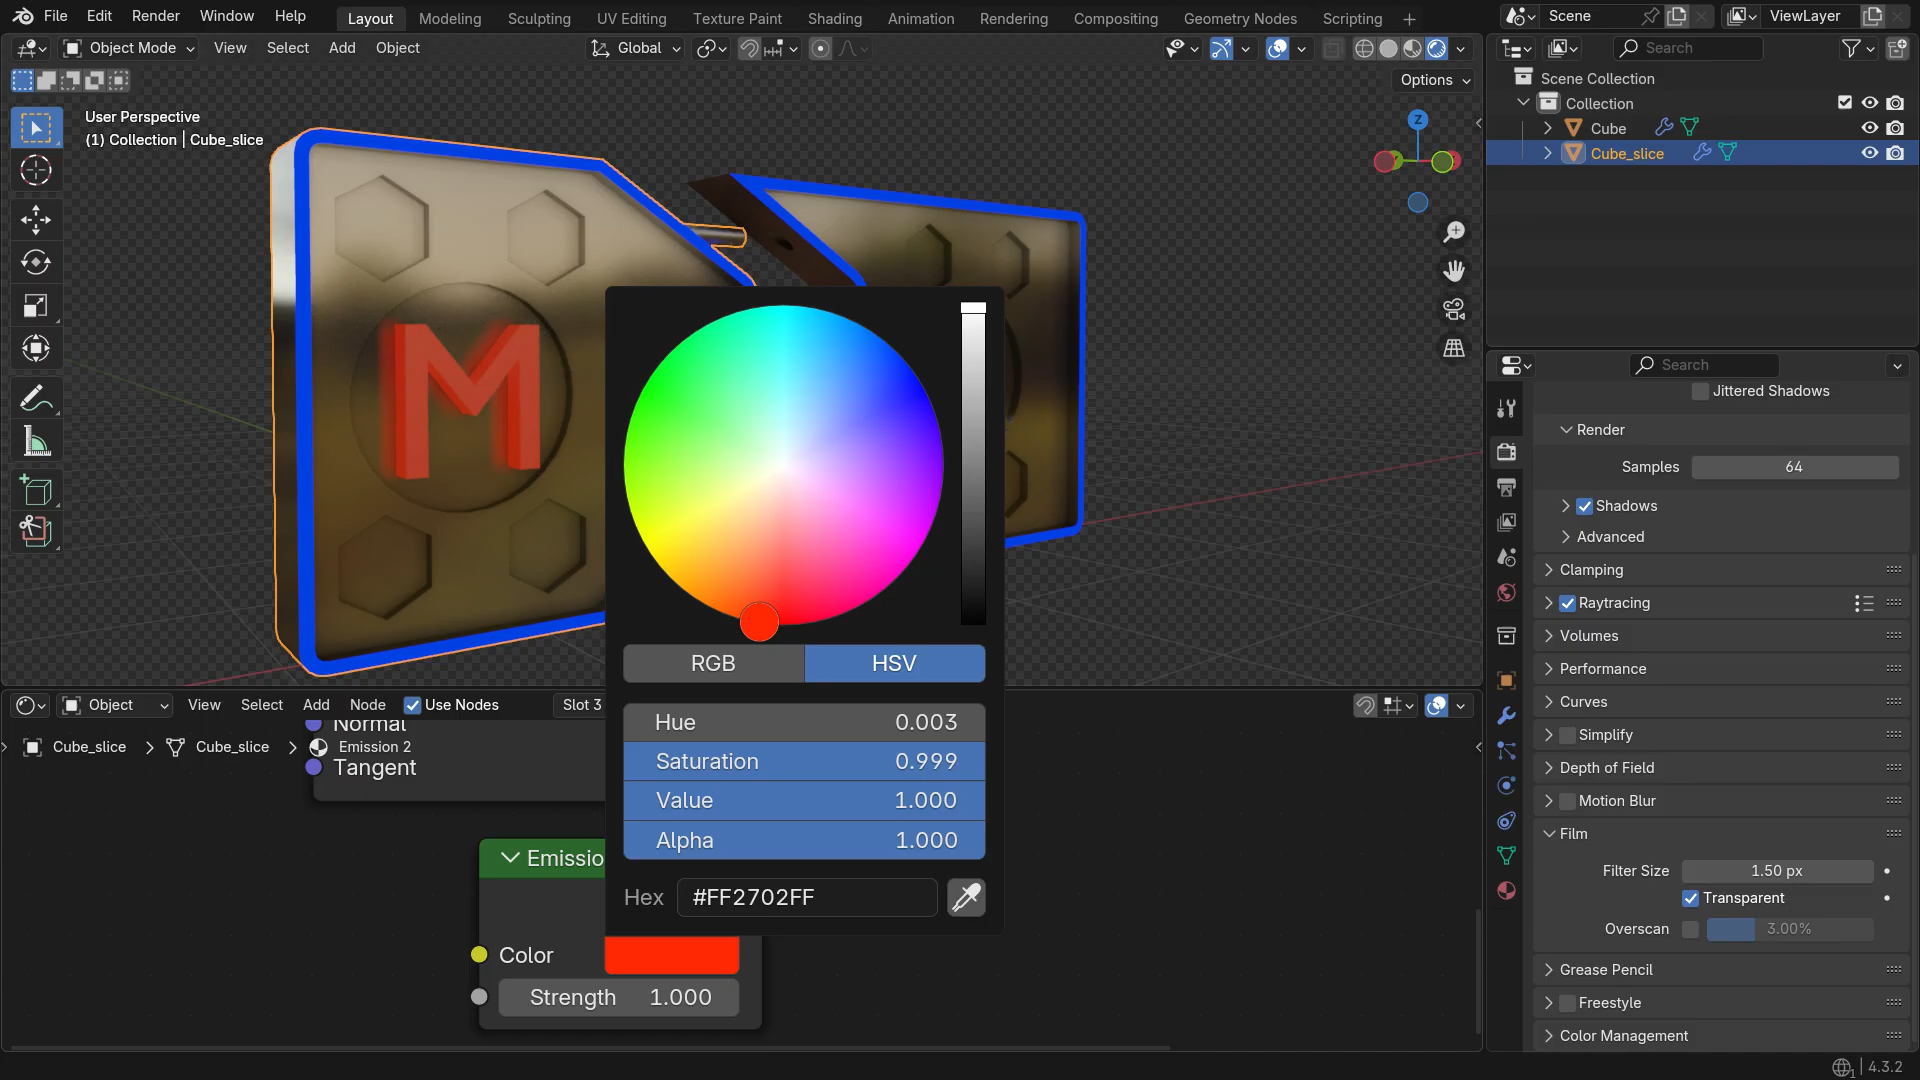 File Edit Render Window Help
Layout Modeling Sculpting UV Editing Texture Paint Shading Animation Rendering Compositing Geometry Nodes Scripting +
Scene
ViewLayer
Object Mode View Select Add Object
Global
Search
Options
User Perspective
(1) Collection | Cube_slice
Z
M
Scene Collection
Collection
Cube
Cube_slice
Search
Jittered Shadows
Render
Samples 64
Shadows
Advanced
Clamping
Raytracing
Volumes
Performance
Curves
Simplify
Depth of Field
Motion Blur
Film
Filter Size 1.50 px
Transparent
Overscan 3.00%
Grease Pencil
Freestyle
Color Management
RGB HSV
Hue 0.003
Saturation 0.999
Value 1.000
Alpha 1.000
Hex #FF2702FF
Object View Select Add Node Use Nodes Slot 3
Normal
Cube_slice > Cube_slice > Emission 2
Tangent
Emissio
Color
Strength 1.000
1 4.3.2